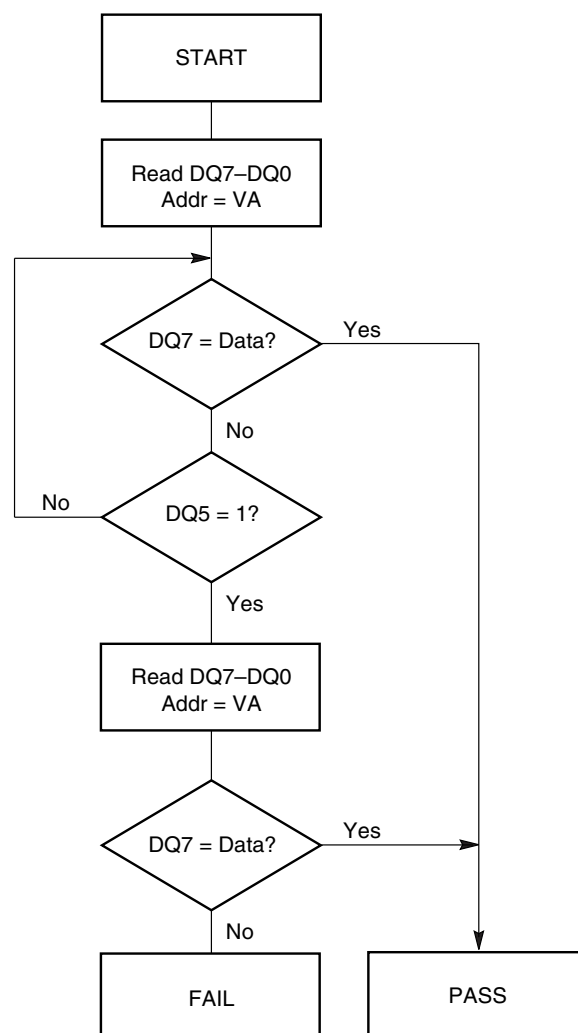 START
Read DQ7–DQ0
Addr = VA
DQ7 = Data?
Yes
No
No
DQ5 = 1?
Yes
Read DQ7–DQ0
Addr = VA
DQ7 = Data?
Yes
No
FAIL
PASS